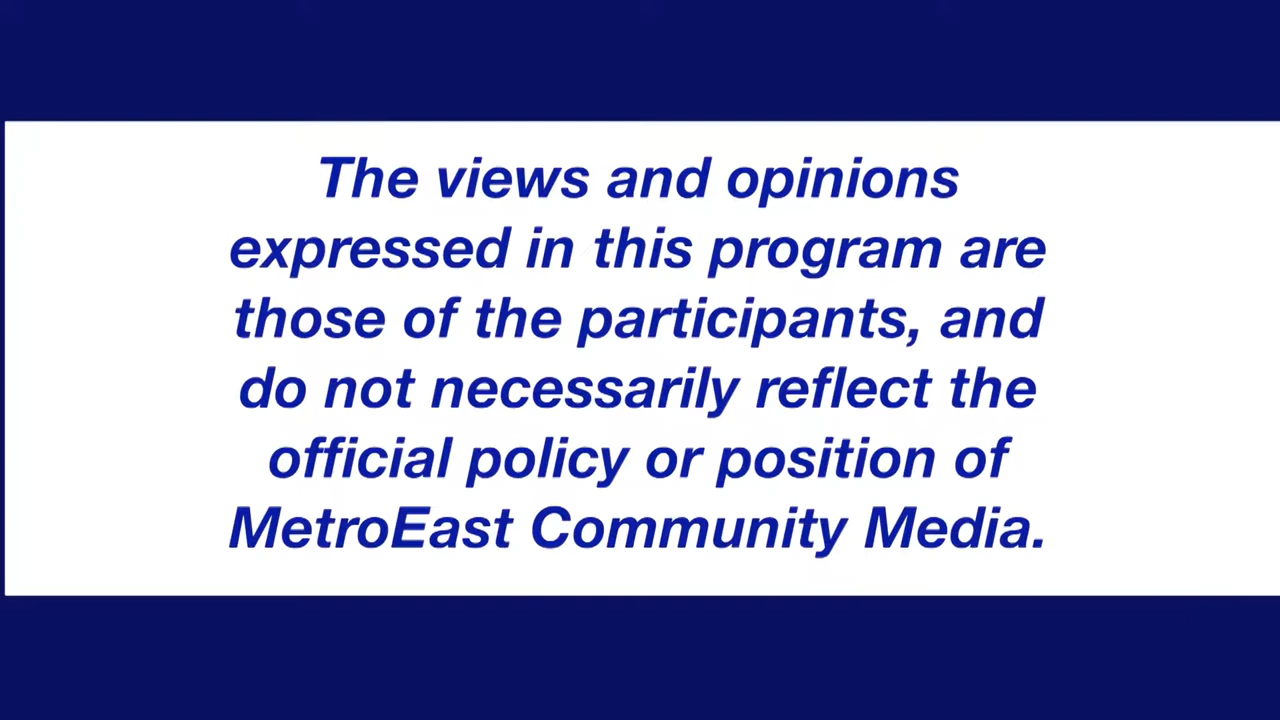 The views and opinions
expressed in this program are
those of the participants, and
do not necessarily reflect the
official policy or position of
MetroEast Community Media.